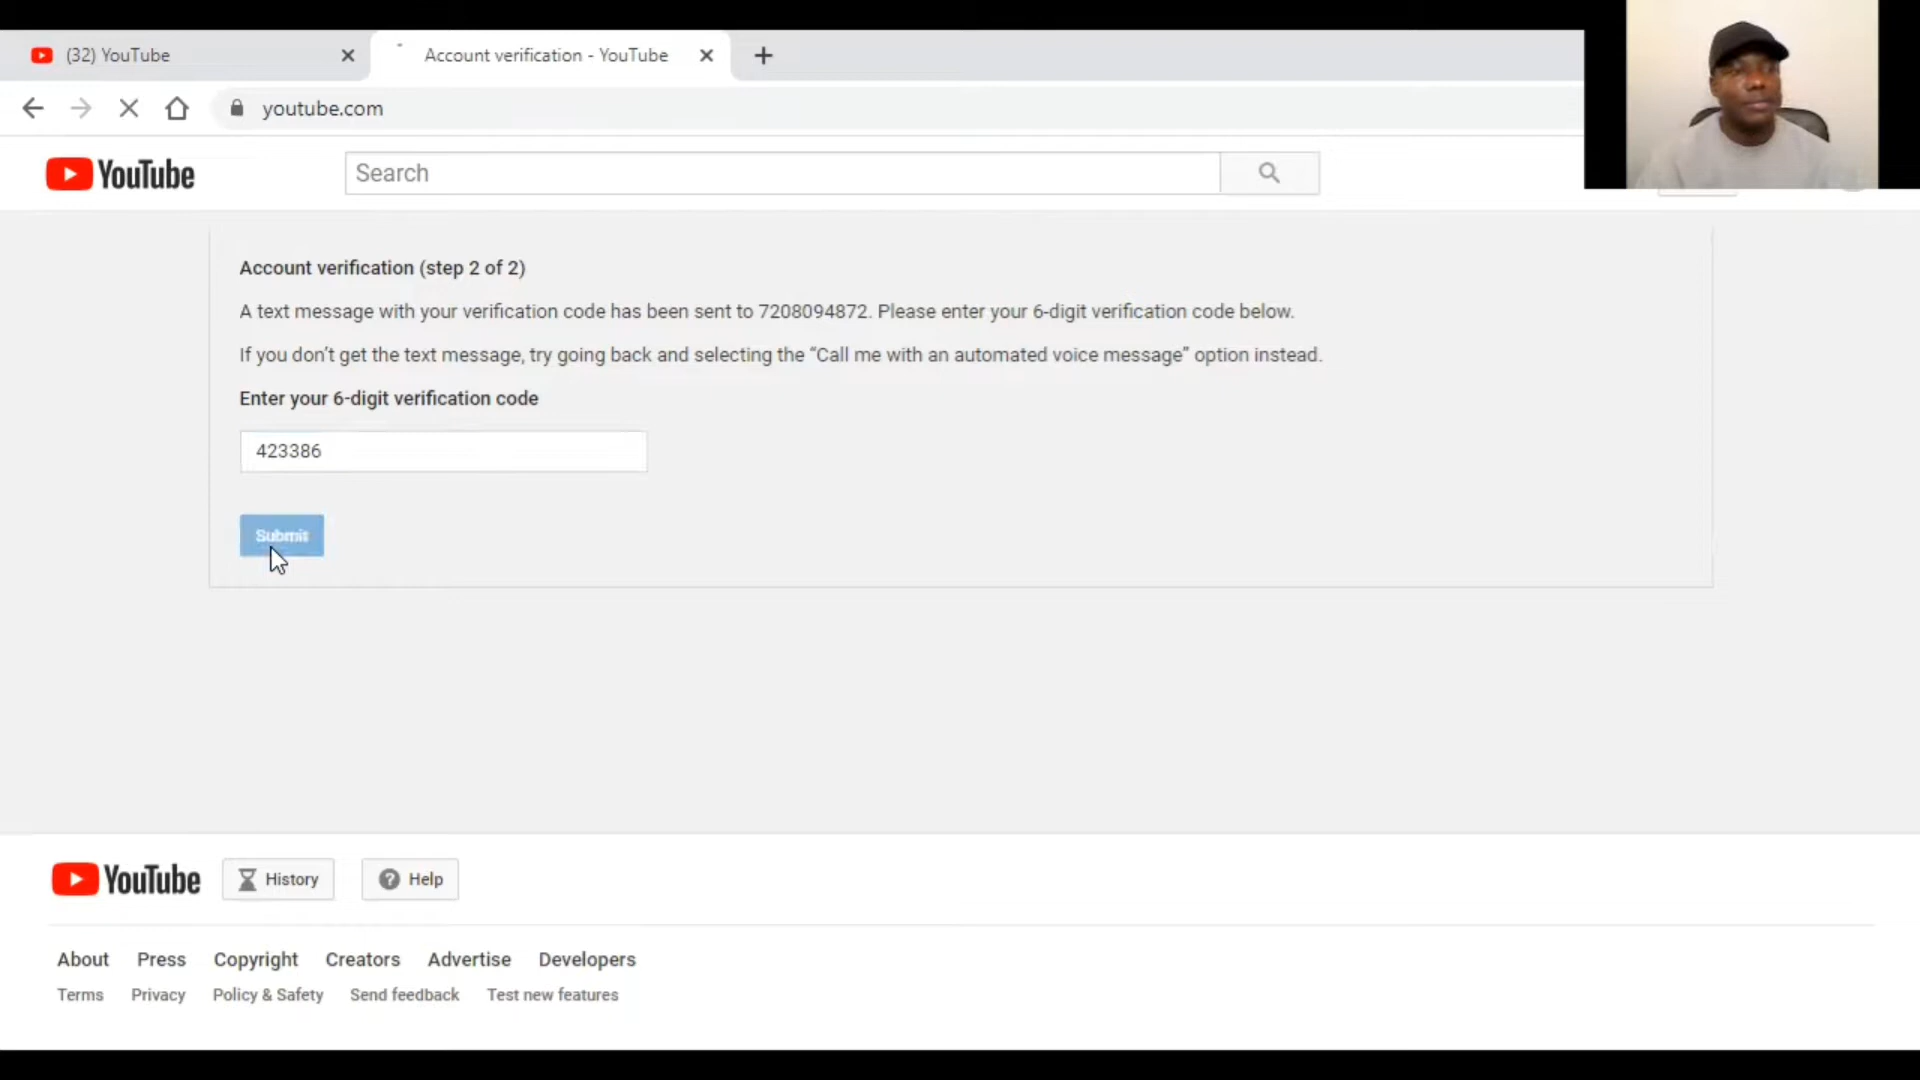 (32) YouTube
Account verification - YouTube
youtube.com
YouTube
Search
Account verification (step 2 of 2)
A text message with your verification code has been sent to 7208094872. Please enter your 6-digit verification code below.
If you don’t get the text message, try going back and selecting the “Call me with an automated voice message” option instead.
Enter your 6-digit verification code
423386
Submit
YouTube History Help
About Press Copyright Creators Advertise Developers
Terms Privacy Policy & Safety Send feedback Test new features